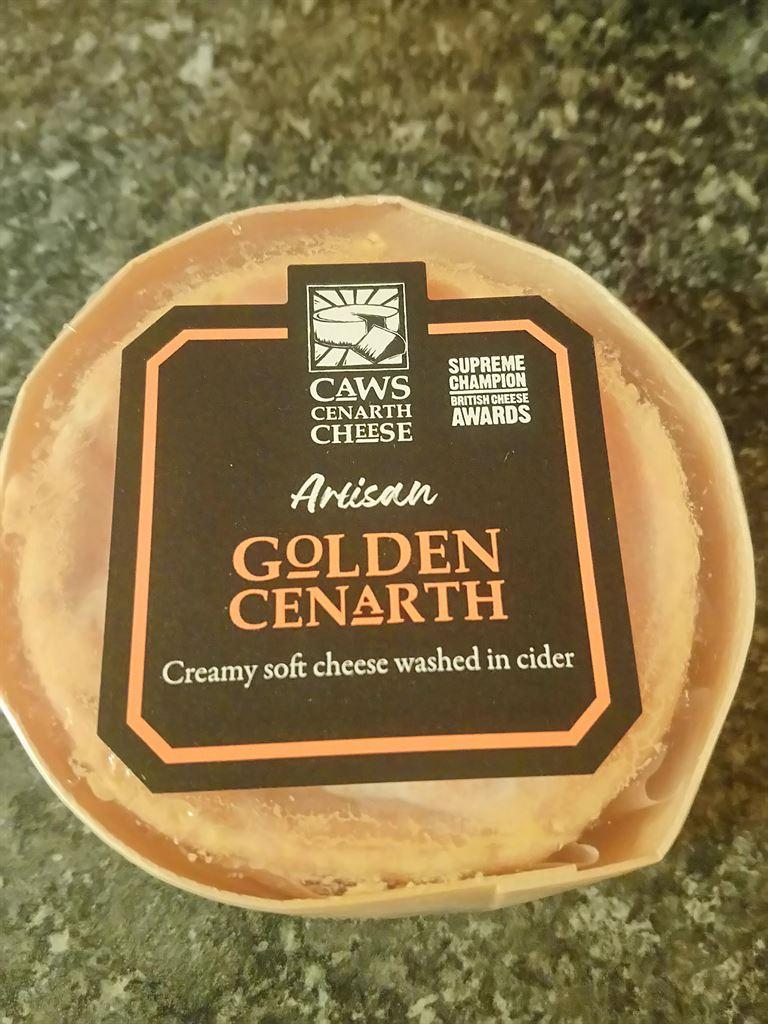 CAWS
CENARTH
CHEESE
SUPREME
CHAMPION
BRITISH CHEESE
AWARDS
Artisan
GOLDEN
CENARTH
Creamy soft cheese washed in cider